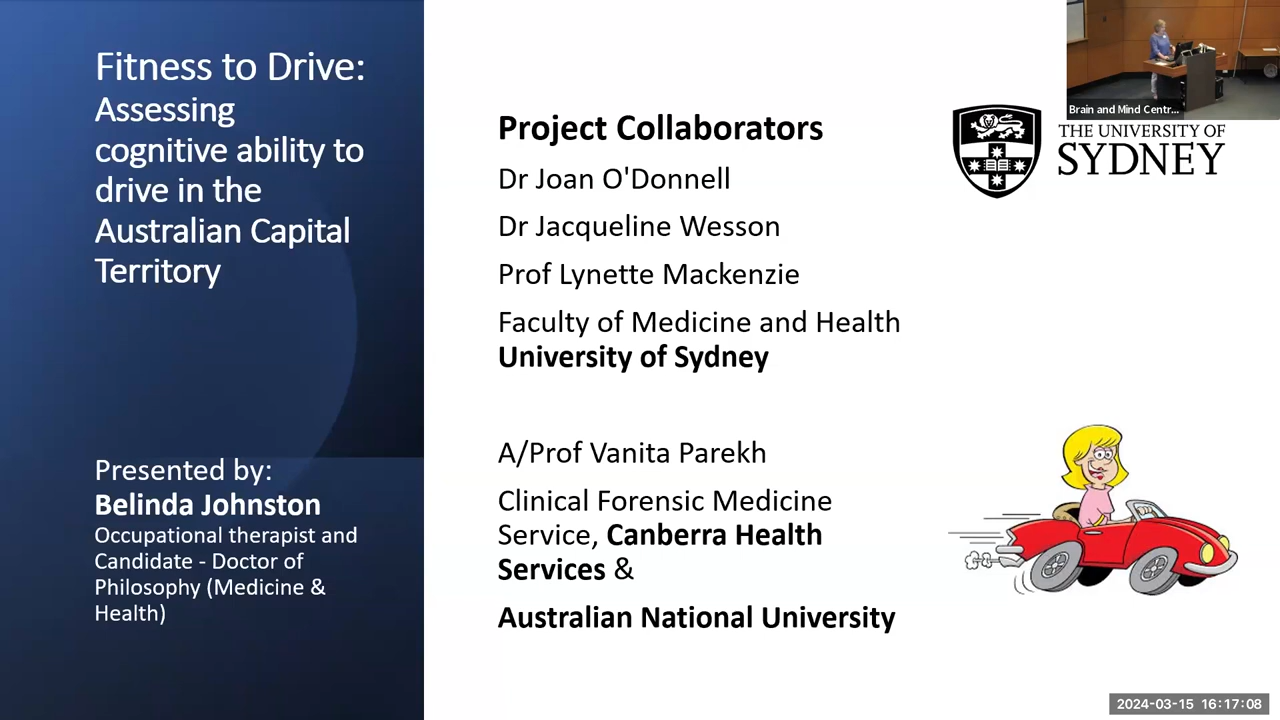 Fitness to Drive:
Assessing
cognitive ability to
drive in the
Australian Capital
Territory
Presented by:
Belinda Johnston
Occupational therapist and
Candidate - Doctor of
Philosophy (Medicine &
Health)
Project Collaborators
Dr Joan O'Donnell
Dr Jacqueline Wesson
Prof Lynette Mackenzie
Faculty of Medicine and Health
University of Sydney
A/Prof Vanita Parekh
Clinical Forensic Medicine
Service, Canberra Health
Services &
Australian National University
Brain and Mind Centr...
THE UNIVERSITY OF
SYDNEY
2024-03-15 16:17:08